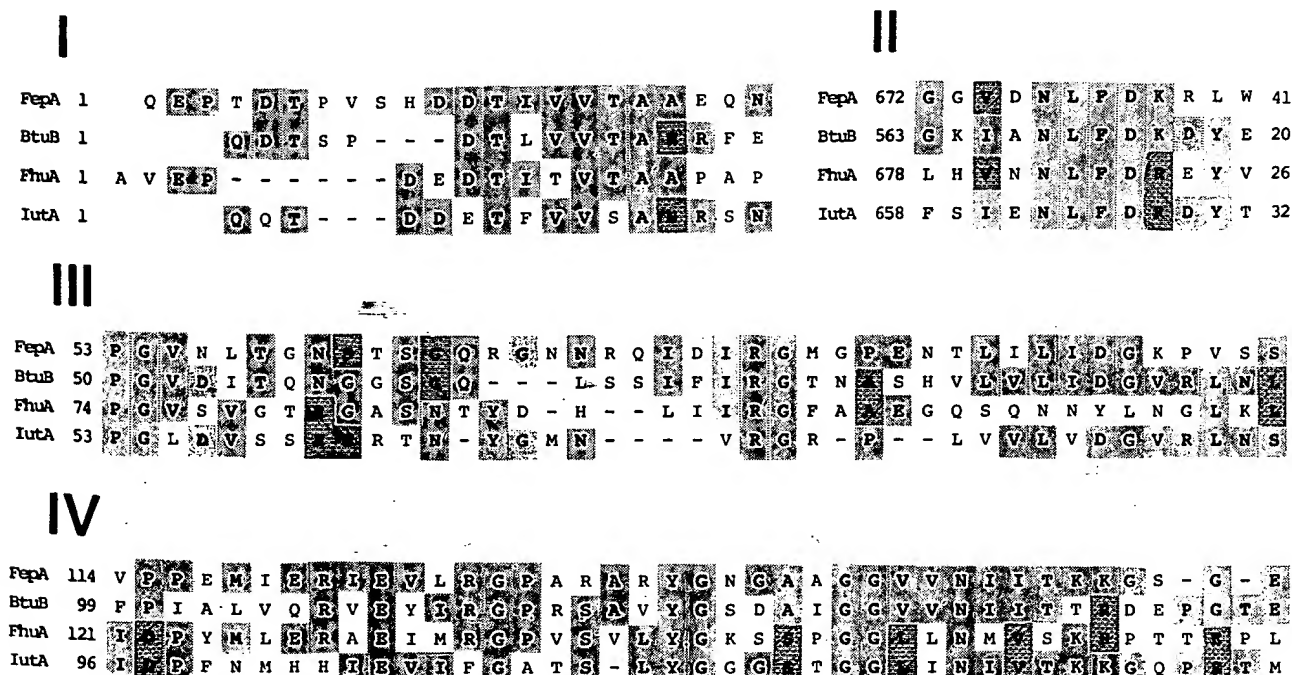 I
FepA 1 Q E P T D T P V S H D D T I V V T A A E Q N
BtuB 1 Q D T S P - - - D T L V V T A R F E
FhuA 1 A V E P - - - - - - D E D T I T V T A A P A P
IutA 1 Q Q T - - - D D E T F V V S A R S N
II
FepA 672 G G V D N L F D K R L W 41
BtuB 563 G K I A N L F D K D Y E 20
FhuA 678 L H V N N L F D R E Y V 26
IutA 658 F S I E N L F D R D Y T 32
III
FepA 53 P G V N L T G N T S G Q R G N N R Q I D I R G M G P E N T L I L I D G K P V S S
BtuB 50 P G V D I T Q N G G S G Q - - - L S S I F I R G T N A S H V L V L I D G V R L N L
FhuA 74 P G V S V G T R G A S N T Y D - H - - L I I R G F A A E G Q S Q N N Y L N G L K L
IutA 53 P G L D V S S R R T N - Y G M N - - - - V R G R - P - - L V V L V D G V R L N S
IV
FepA 114 V P P E M I E R I E V L R G P A R A R Y G N G A A G G V V N I I T K K G S - G - E
BtuB 99 F P I A L V Q R V E Y I R G P R S A V Y G S D A I G G V V N I I T T R D E P G T E
FhuA 121 I D P Y M L E R A E I M R G P V S V L Y G K S P G G L L N M V S K R P T T R P L
IutA 96 I D P F N M H H I E V I F G A T S - L Y G G G T G G L I N I V T K K G Q P R T M